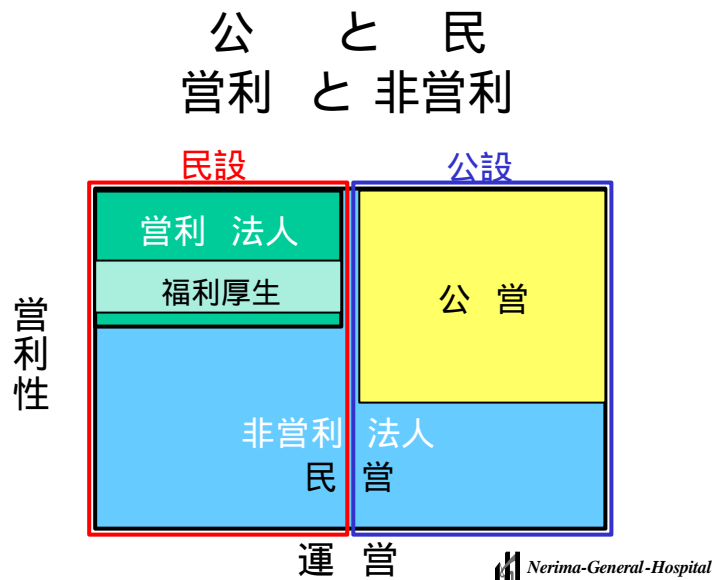 公 と 民
営利 と 非営利
民設 公設
営利 法人
福利厚生
公 営
営利性
非営利 法人
民 営
運 営
Nerima-General-Hospital